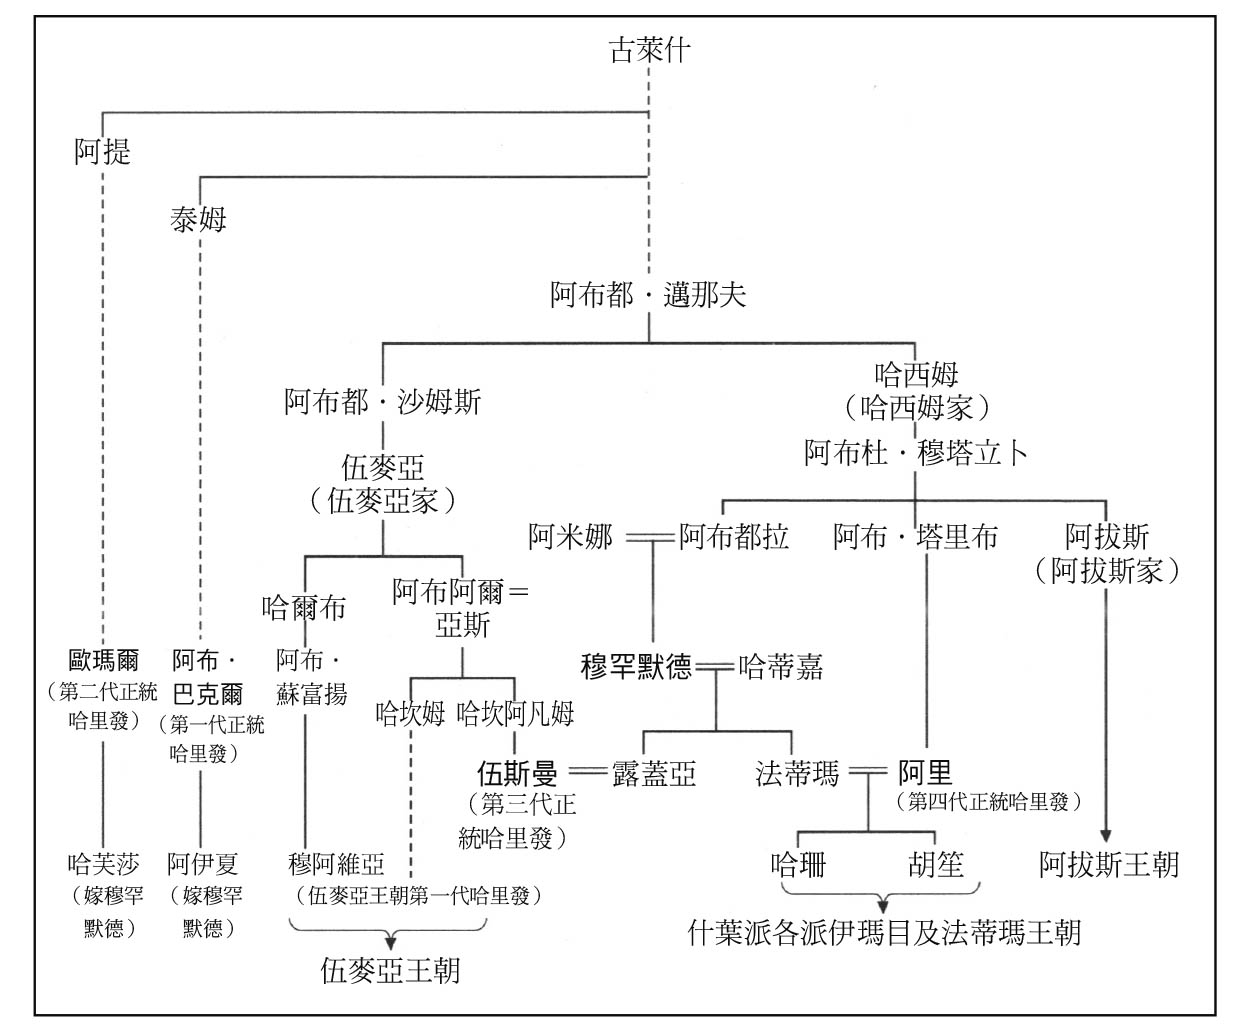 古萊什
阿提
泰姆
阿布都．邁那夫
阿布都．沙姆斯
哈西姆
（哈西姆家）
伍麥亞
（伍麥亞家）
阿布杜．穆塔立卜
阿米娜
阿布都拉
阿布．塔里布
阿拔斯
（阿拔斯家）
哈爾布
阿布阿爾＝
亞斯
歐瑪爾
（第二代正統
哈里發）
阿布．
巴克爾
（第一代正統
哈里發）
阿布．
蘇富揚
穆罕默德
哈蒂嘉
哈坎姆
哈坎阿凡姆
伍斯曼
（第三代正
統哈里發）
露蓋亞
法蒂瑪
阿里
（第四代正統哈里發）
哈芙莎
（嫁穆罕
默德）
阿伊夏
（嫁穆罕
默德）
穆阿維亞
（伍麥亞王朝第一代哈里發）
哈珊
胡笙
阿拔斯王朝
什葉派各派伊瑪目及法蒂瑪王朝
伍麥亞王朝